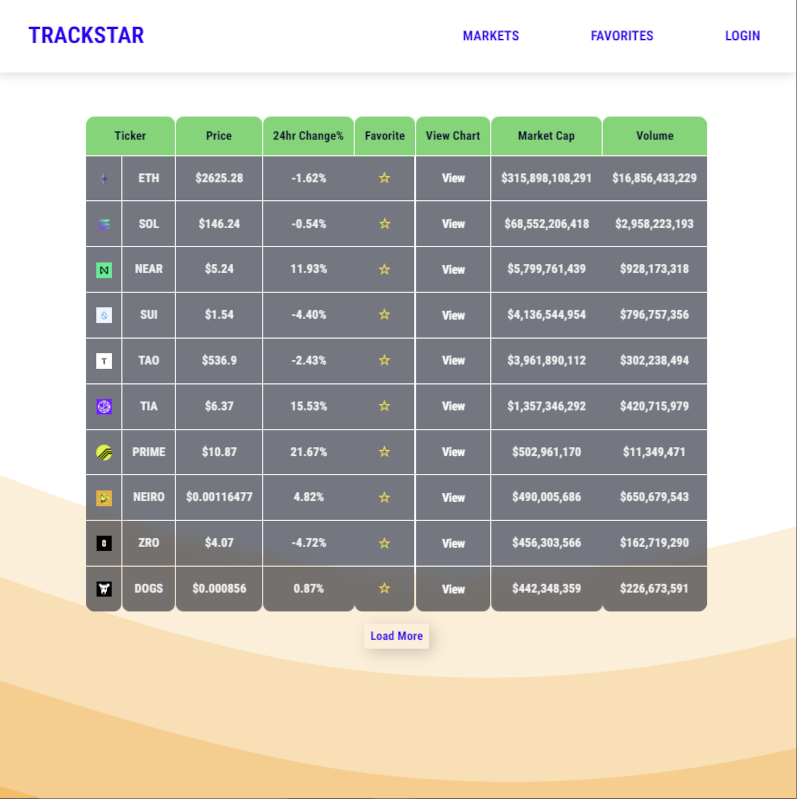 TRACKSTAR MARKETS FAVORITES LOGIN
Ticker Price 24hr Change% Favorite View Chart Market Cap Volume
ETH $2625.28 -1.62% ☆ View $315,898,108,291 $16,856,433,229
SOL $146.24 -0.54% ☆ View $68,552,206,418 $2,958,223,193
NEAR $5.24 11.93% ☆ View $5,799,761,439 $928,173,318
SUI $1.54 -4.40% ☆ View $4,136,544,954 $796,757,356
TAO $536.9 -2.43% ☆ View $3,961,890,112 $302,238,494
TIA $6.37 15.53% ☆ View $1,357,346,292 $420,715,979
PRIME $10.87 21.67% ☆ View $502,961,170 $11,349,471
NEIRO $0.00116477 4.82% ☆ View $490,005,686 $650,679,543
ZRO $4.07 -4.72% ☆ View $456,303,566 $162,719,290
DOGS $0.000856 0.87% ☆ View $442,348,359 $226,673,591
Load More